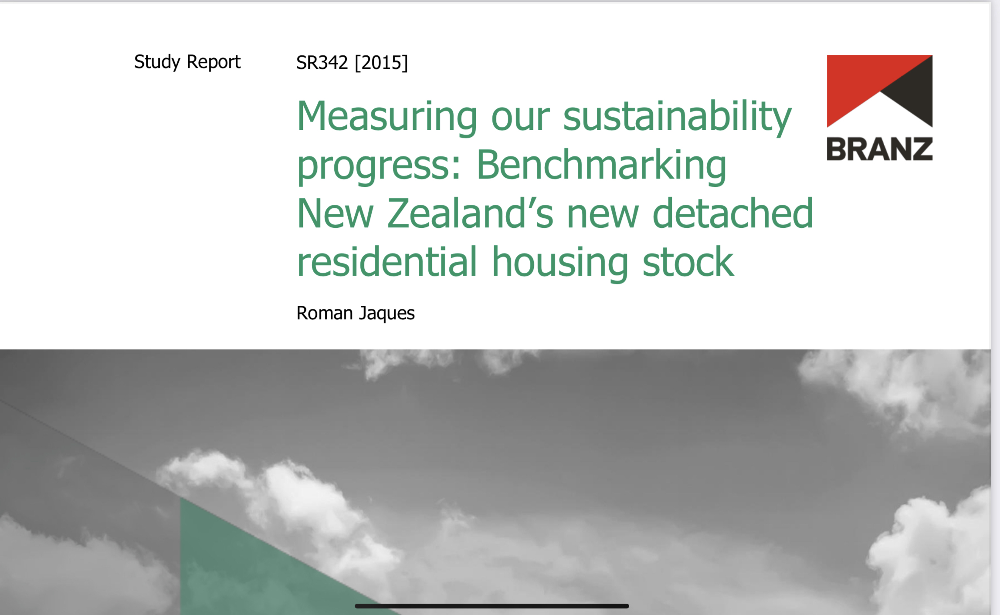 Study Report
SR342 [2015]
Measuring our sustainability
progress: Benchmarking
New Zealand’s new detached
residential housing stock
Roman Jaques
BRANZ